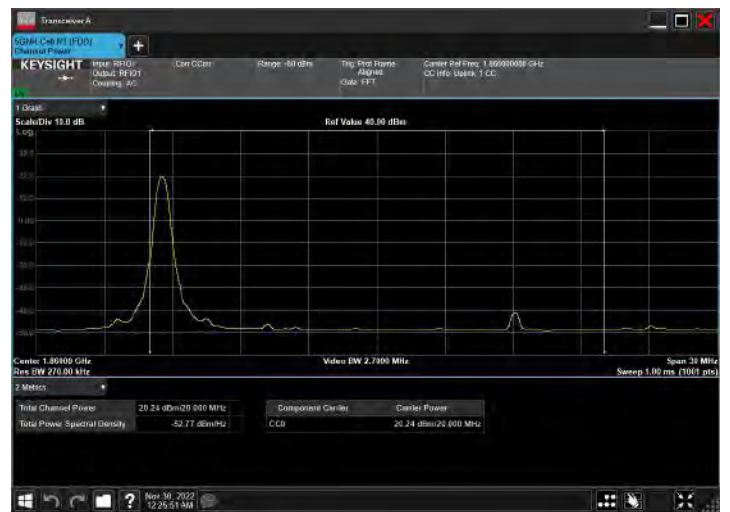 Transceiver A
5GNR-Cell N1 (FDD)
Channel Power
KEYSIGHT
Input: RFIO1
Output: RFIO1
Coupling: AC
Corr CCorr
Range: -60 dBm
Trig: Prot Frame
Aligned
Gate: FFT
Carrier Ref Freq: 1.860000000 GHz
CC Info: Uplink, 1 CC
1 Graph
Scale/Div 10.0 dB
Ref Value 40.00 dBm
Log
Center 1.86000 GHz
Video BW 2.7000 MHz
Span 30 MHz
Res BW 270.00 kHz
Sweep 1.00 ms (1001 pts)
2 Metrics
Total Channel Power
20.24 dBm/20.000 MHz
Total Power Spectral Density
-52.77 dBm/Hz
Component Carrier
Carrier Power
CC0
20.24 dBm/20.000 MHz
?
Nov 30, 2022
12:25:51 AM